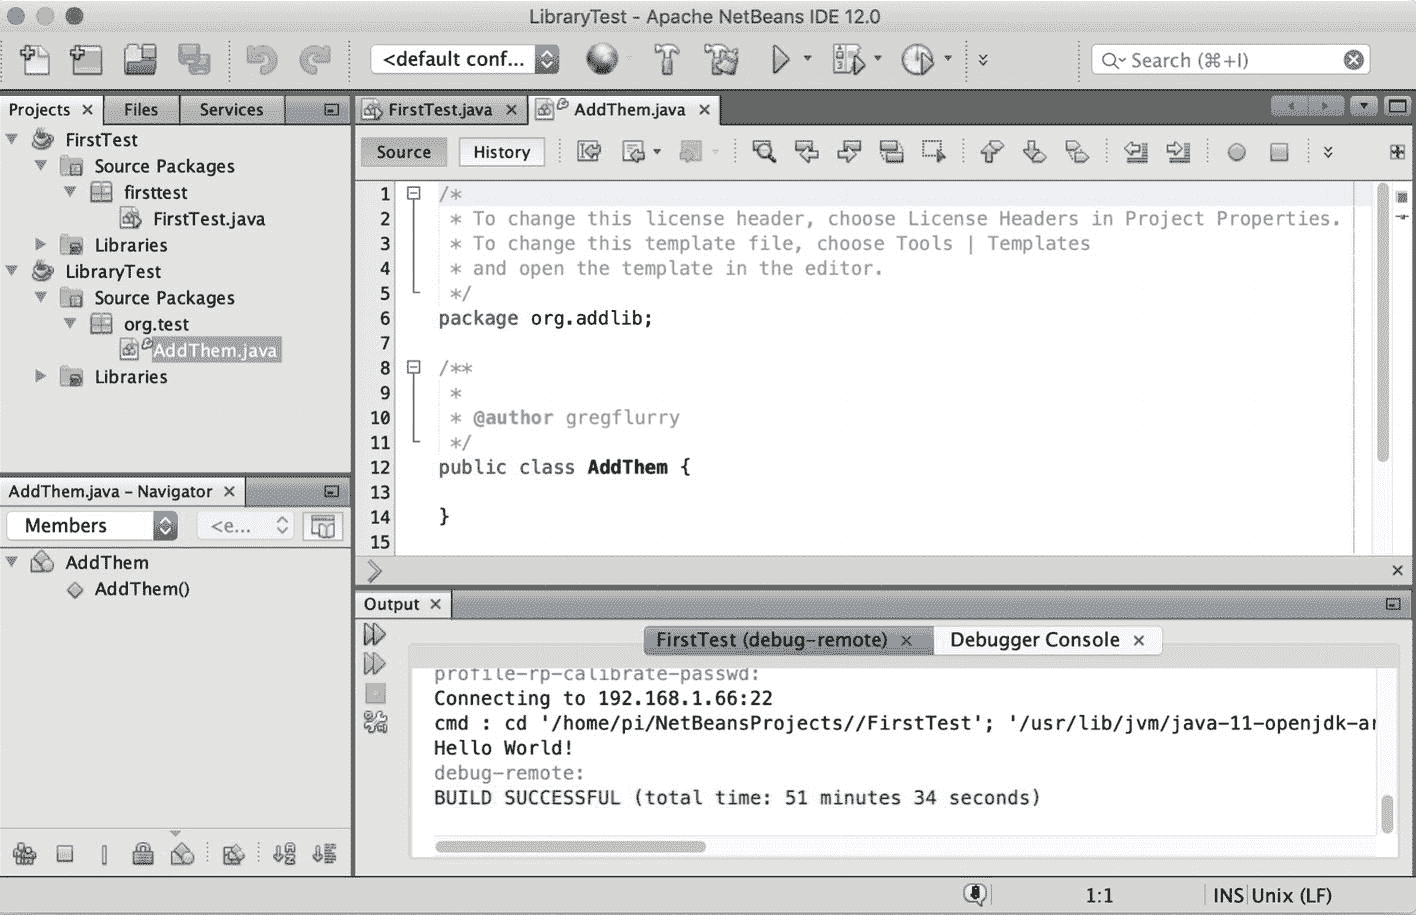 LibraryTest - Apache NetBeans IDE 12.0
<default conf...
Search (⌘+I)
Projects
Files
Services
FirstTest
Source Packages
firsttest
FirstTest.java
Libraries
LibraryTest
Source Packages
org.test
AddThem.java
Libraries
AddThem.java - Navigator
Members
<e...
AddThem
AddThem()
FirstTest.java
AddThem.java
Source
History
1 /*
2 * To change this license header, choose License Headers in Project Properties.
3 * To change this template file, choose Tools | Templates
4 * and open the template in the editor.
5 */
6 package org.addlib;
7
8 /**
9 *
10 * @author gregflurry
11 */
12 public class AddThem {
13
14 }
15
Output
FirstTest (debug-remote)
Debugger Console
profile-rp-calibrate-passwd:
Connecting to 192.168.1.66:22
cmd : cd '/home/pi/NetBeansProjects//FirstTest'; '/usr/lib/jvm/java-11-openjdk-ar
Hello World!
debug-remote:
BUILD SUCCESSFUL (total time: 51 minutes 34 seconds)
1:1
INS
Unix (LF)